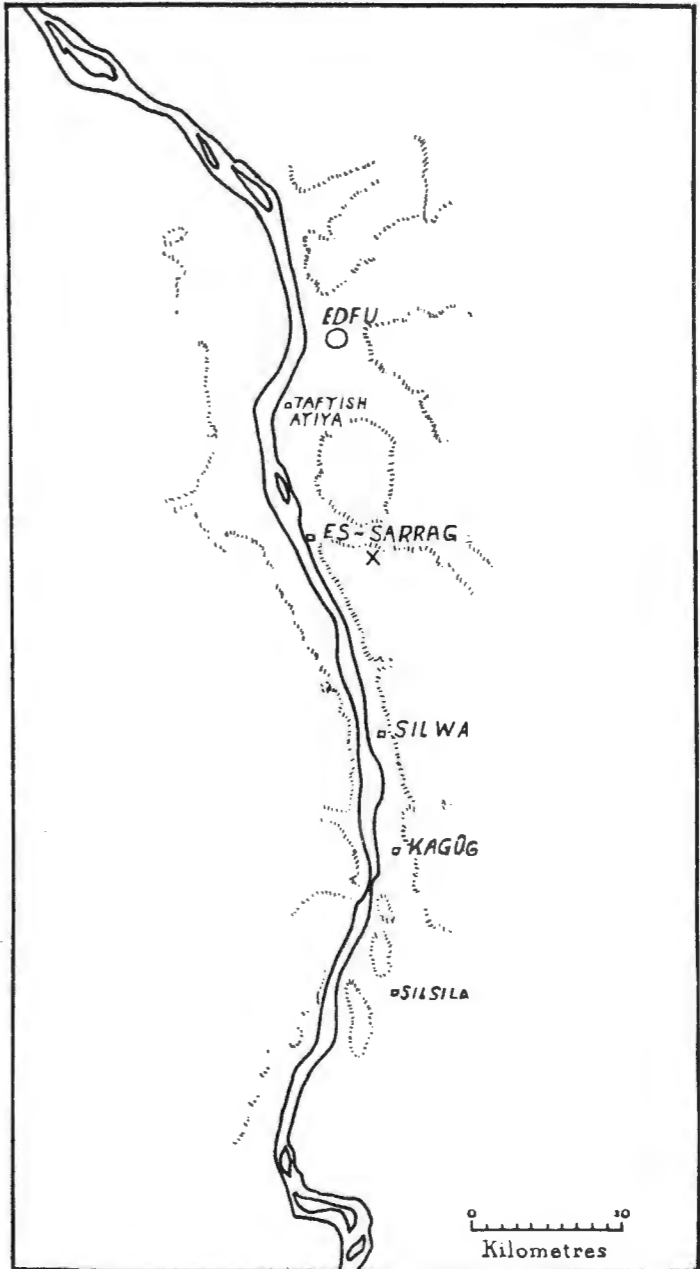 EDFU
TAFTISH
ATIYA
ES-SARRAG
X
SILWA
KAGÛG
SILSILA
0 10
Kilometres